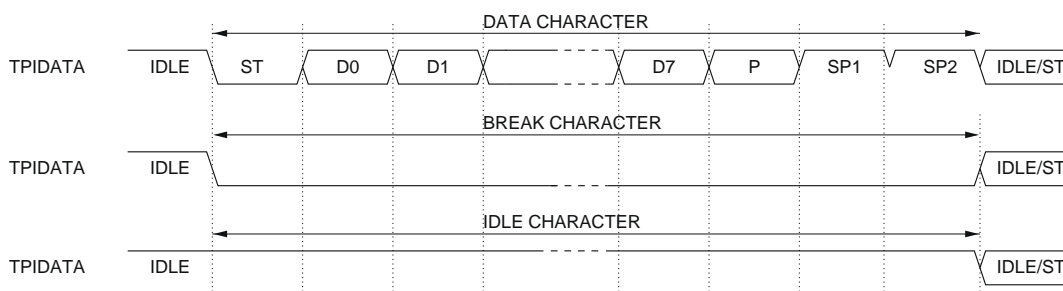 DATA CHARACTER
TPIDATA IDLE ST D0 D1 D7 P SP1 SP2 IDLE/ST
BREAK CHARACTER
TPIDATA IDLE IDLE/ST
IDLE CHARACTER
TPIDATA IDLE IDLE/ST